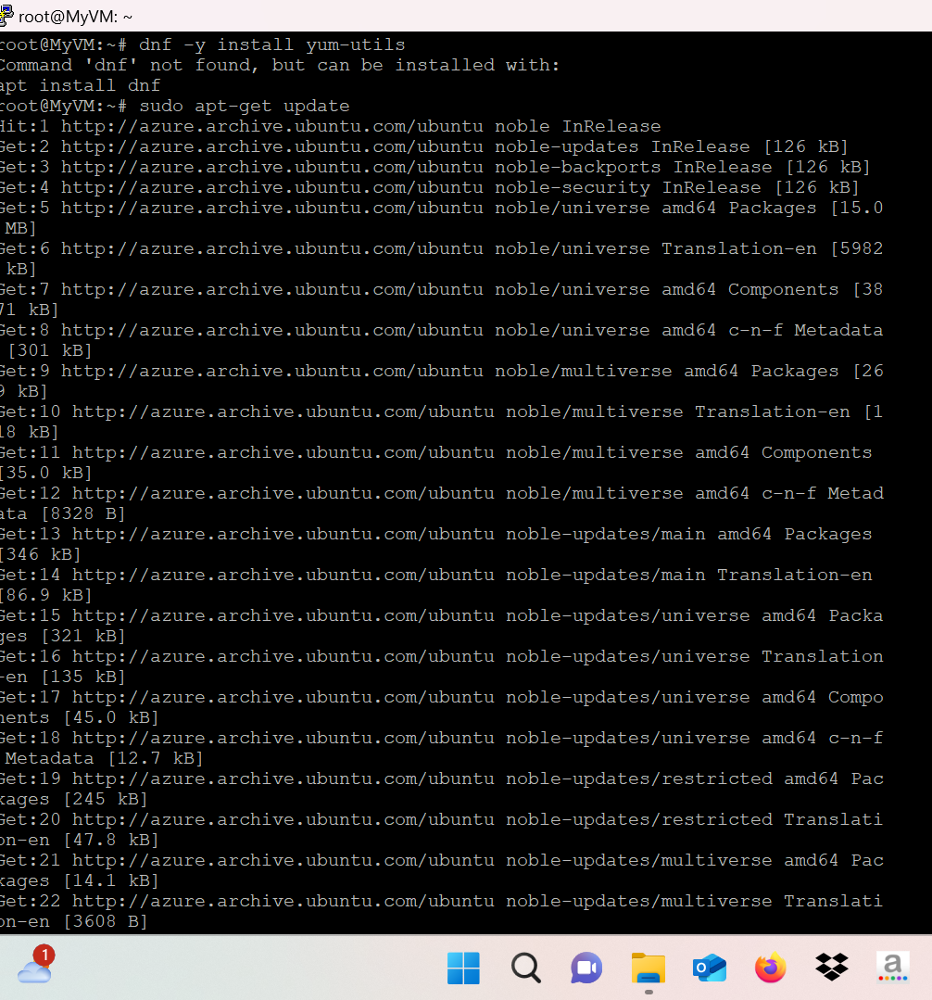 root@MyVM: ~
root@MyVM:~# dnf -y install yum-utils
Command 'dnf' not found, but can be installed with:
apt install dnf
root@MyVM:~# sudo apt-get update
Hit:1 http://azure.archive.ubuntu.com/ubuntu noble InRelease
Get:2 http://azure.archive.ubuntu.com/ubuntu noble-updates InRelease [126 kB]
Get:3 http://azure.archive.ubuntu.com/ubuntu noble-backports InRelease [126 kB]
Get:4 http://azure.archive.ubuntu.com/ubuntu noble-security InRelease [126 kB]
Get:5 http://azure.archive.ubuntu.com/ubuntu noble/universe amd64 Packages [15.0
 MB]
Get:6 http://azure.archive.ubuntu.com/ubuntu noble/universe Translation-en [5982
 kB]
Get:7 http://azure.archive.ubuntu.com/ubuntu noble/universe amd64 Components [38
71 kB]
Get:8 http://azure.archive.ubuntu.com/ubuntu noble/universe amd64 c-n-f Metadata
 [301 kB]
Get:9 http://azure.archive.ubuntu.com/ubuntu noble/multiverse amd64 Packages [26
9 kB]
Get:10 http://azure.archive.ubuntu.com/ubuntu noble/multiverse Translation-en [1
18 kB]
Get:11 http://azure.archive.ubuntu.com/ubuntu noble/multiverse amd64 Components
[35.0 kB]
Get:12 http://azure.archive.ubuntu.com/ubuntu noble/multiverse amd64 c-n-f Metad
ata [8328 B]
Get:13 http://azure.archive.ubuntu.com/ubuntu noble-updates/main amd64 Packages
[346 kB]
Get:14 http://azure.archive.ubuntu.com/ubuntu noble-updates/main Translation-en
[86.9 kB]
Get:15 http://azure.archive.ubuntu.com/ubuntu noble-updates/universe amd64 Packa
ges [321 kB]
Get:16 http://azure.archive.ubuntu.com/ubuntu noble-updates/universe Translation
-en [135 kB]
Get:17 http://azure.archive.ubuntu.com/ubuntu noble-updates/universe amd64 Compo
nents [45.0 kB]
Get:18 http://azure.archive.ubuntu.com/ubuntu noble-updates/universe amd64 c-n-f
 Metadata [12.7 kB]
Get:19 http://azure.archive.ubuntu.com/ubuntu noble-updates/restricted amd64 Pac
kages [245 kB]
Get:20 http://azure.archive.ubuntu.com/ubuntu noble-updates/restricted Translati
on-en [47.8 kB]
Get:21 http://azure.archive.ubuntu.com/ubuntu noble-updates/multiverse amd64 Pac
kages [14.1 kB]
Get:22 http://azure.archive.ubuntu.com/ubuntu noble-updates/multiverse Translati
on-en [3608 B]
1
a